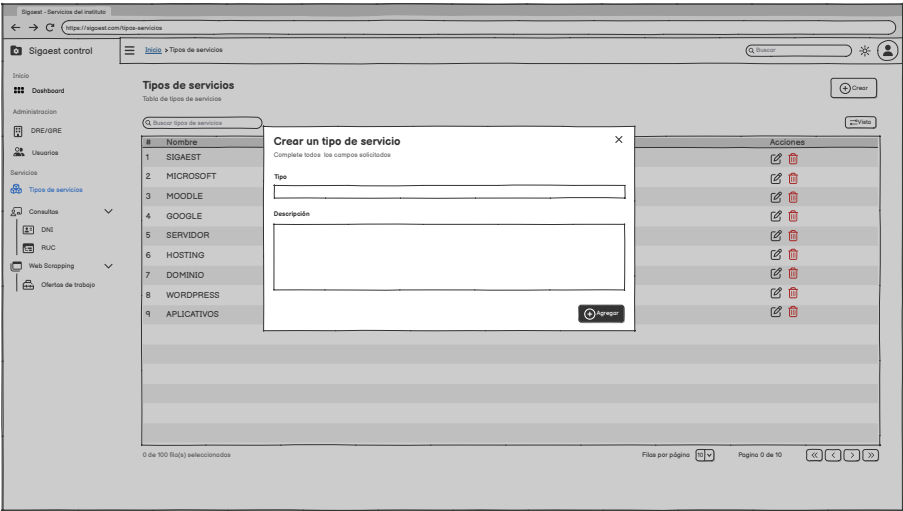 Sigaest - Servicios del instituto
https://sigaest.com/tipos-servicios
Sigaest control
Inicio > Tipos de servicios
Buscar
Inicio
Dashboard
Administracion
DRE/GRE
Usuarios
Servicios
Tipos de servicios
Consultas
DNI
RUC
Web Scrapping
Ofertas de trabajo
Tipos de servicios
Tabla de tipos de servicios
Crear
Buscar tipos de servicios
Vista
# Nombre Acciones
1 SIGAEST
2 MICROSOFT
3 MOODLE
4 GOOGLE
5 SERVIDOR
6 HOSTING
7 DOMINIO
8 WORDPRESS
9 APLICATIVOS
Crear un tipo de servicio
Complete todos los campos solicitados
Tipo
Descripción
Agregar
0 de 100 fila(s) seleccionadas
Filas por página 10
Pagina 0 de 10